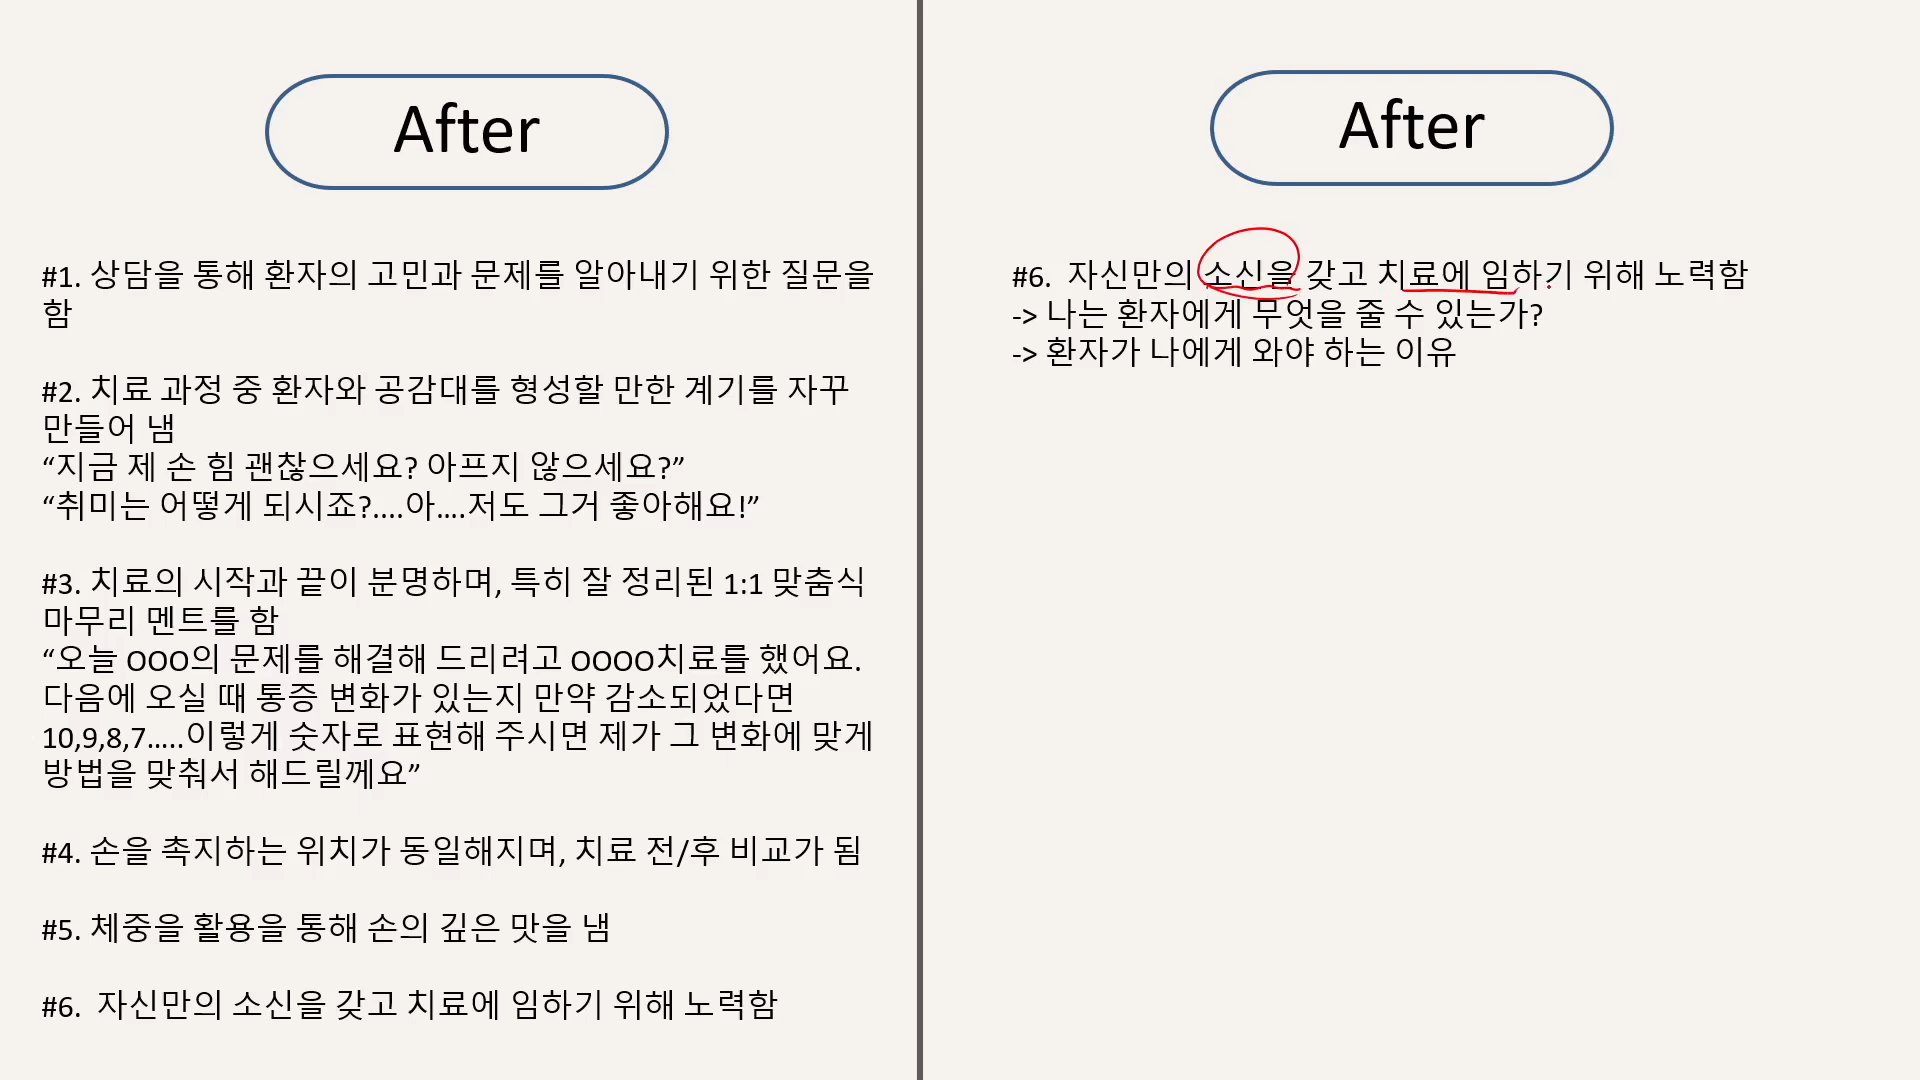 After
#1. 상담을 통해 환자의 고민과 문제를 알아내기 위한 질문을
함
#2. 치료 과정 중 환자와 공감대를 형성할 만한 계기를 자꾸
만들어 냄
“지금 제 손 힘 괜찮으세요? 아프지 않으세요?”
“취미는 어떻게 되시죠?....아....저도 그거 좋아해요!”
#3. 치료의 시작과 끝이 분명하며, 특히 잘 정리된 1:1 맞춤식
마무리 멘트를 함
“오늘 OOO의 문제를 해결해 드리려고 OOOO치료를 했어요.
다음에 오실 때 통증 변화가 있는지 만약 감소되었다면
10,9,8,7.....이렇게 숫자로 표현해 주시면 제가 그 변화에 맞게
방법을 맞춰서 해드릴께요”
#4. 손을 촉지하는 위치가 동일해지며, 치료 전/후 비교가 됨
#5. 체중을 활용을 통해 손의 깊은 맛을 냄
#6. 자신만의 소신을 갖고 치료에 임하기 위해 노력함
After
#6. 자신만의 소신을 갖고 치료에 임하기 위해 노력함
-> 나는 환자에게 무엇을 줄 수 있는가?
-> 환자가 나에게 와야 하는 이유